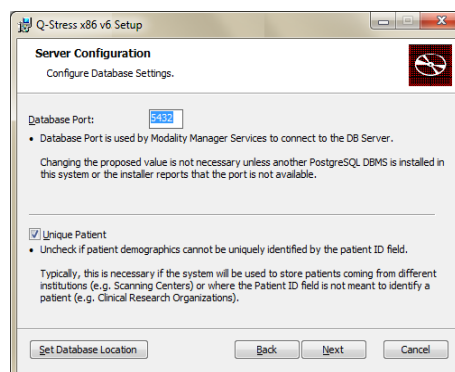 Q-Stress x86 v6 Setup
Server Configuration
Configure Database Settings.
Database Port: 5432
• Database Port is used by Modality Manager Services to connect to the DB Server.
Changing the proposed value is not necessary unless another PostgreSQL DBMS is installed in
this system or the installer reports that the port is not available.
Unique Patient
• Uncheck if patient demographics cannot be uniquely identified by the patient ID field.
Typically, this is necessary if the system will be used to store patients coming from different
institutions (e.g. Scanning Centers) or where the Patient ID field is not meant to identify a
patient (e.g. Clinical Research Organizations).
Set Database Location Back Next Cancel